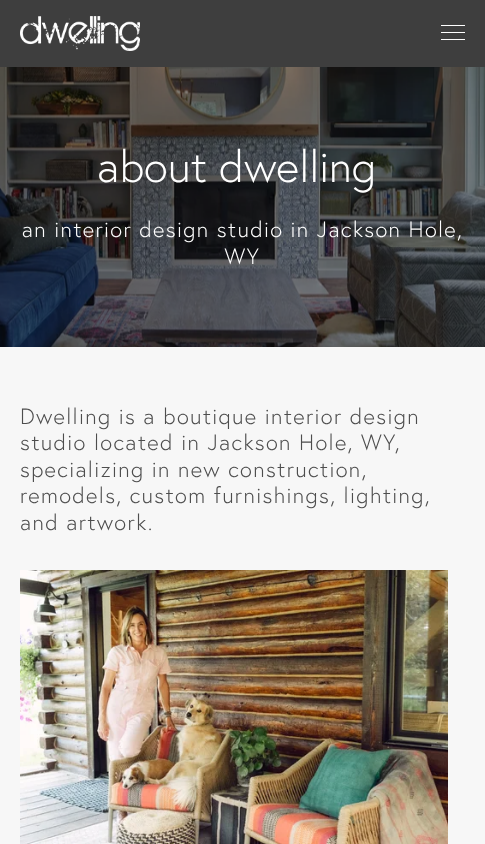 dwelling
about dwelling
an interior design studio in Jackson Hole,
WY
Dwelling is a boutique interior design
studio located in Jackson Hole, WY,
specializing in new construction,
remodels, custom furnishings, lighting,
and artwork.